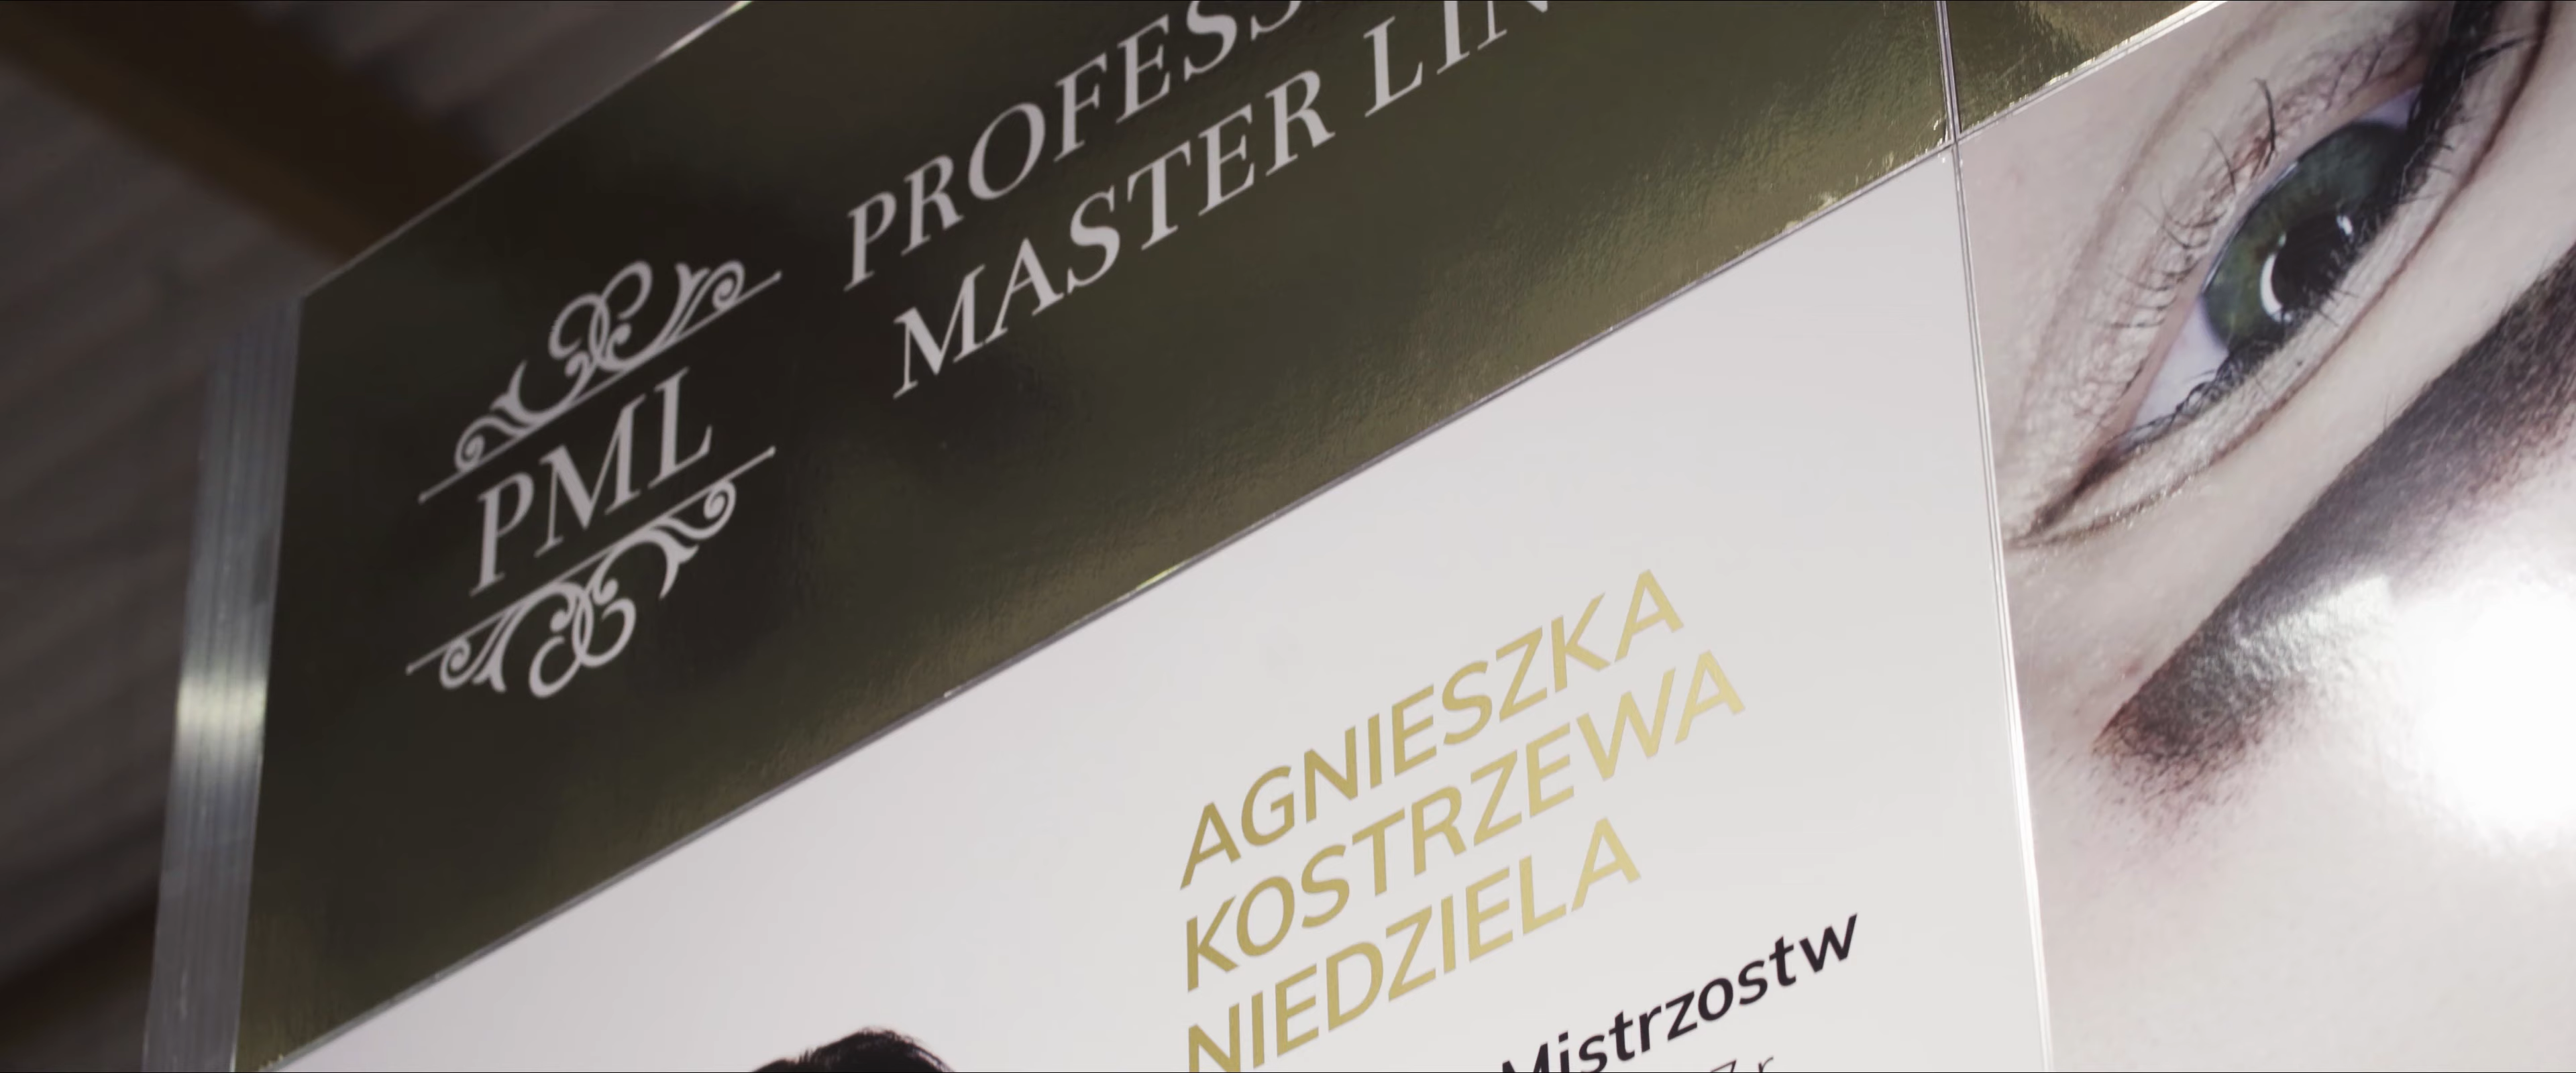 PML
PROFESS
MASTER LIN
AGNIESZKA
KOSTRZEWA
NIEDZIELA
Mistrzostw